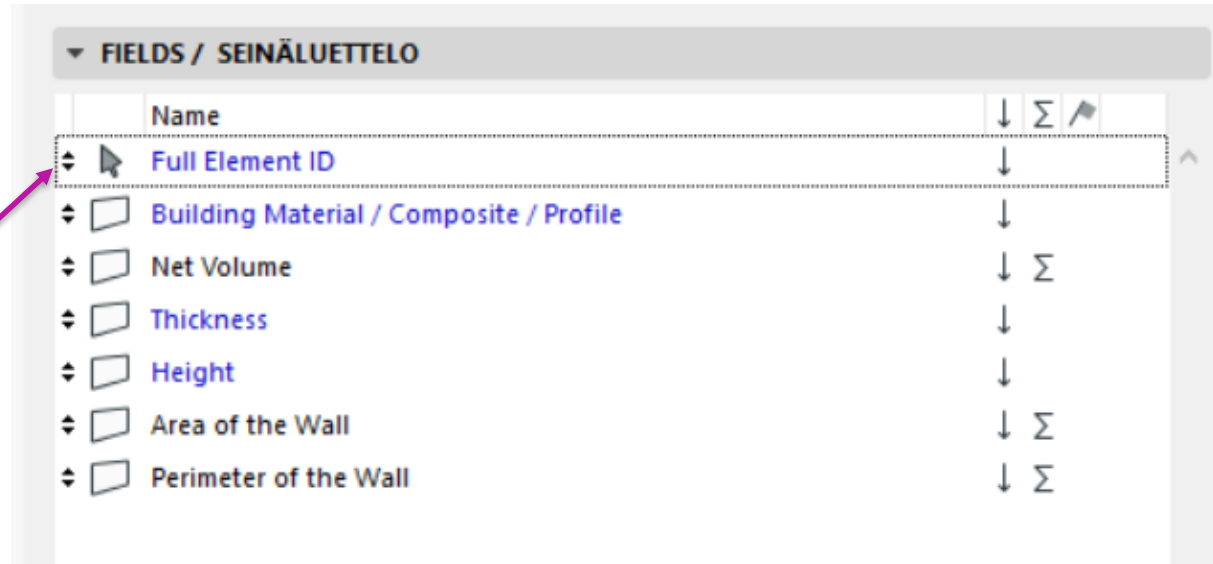 FIELDS / SEINÄLUETTELO
Name ↓ Σ
Full Element ID ↓
Building Material / Composite / Profile ↓
Net Volume ↓ Σ
Thickness ↓
Height ↓
Area of the Wall ↓ Σ
Perimeter of the Wall ↓ Σ